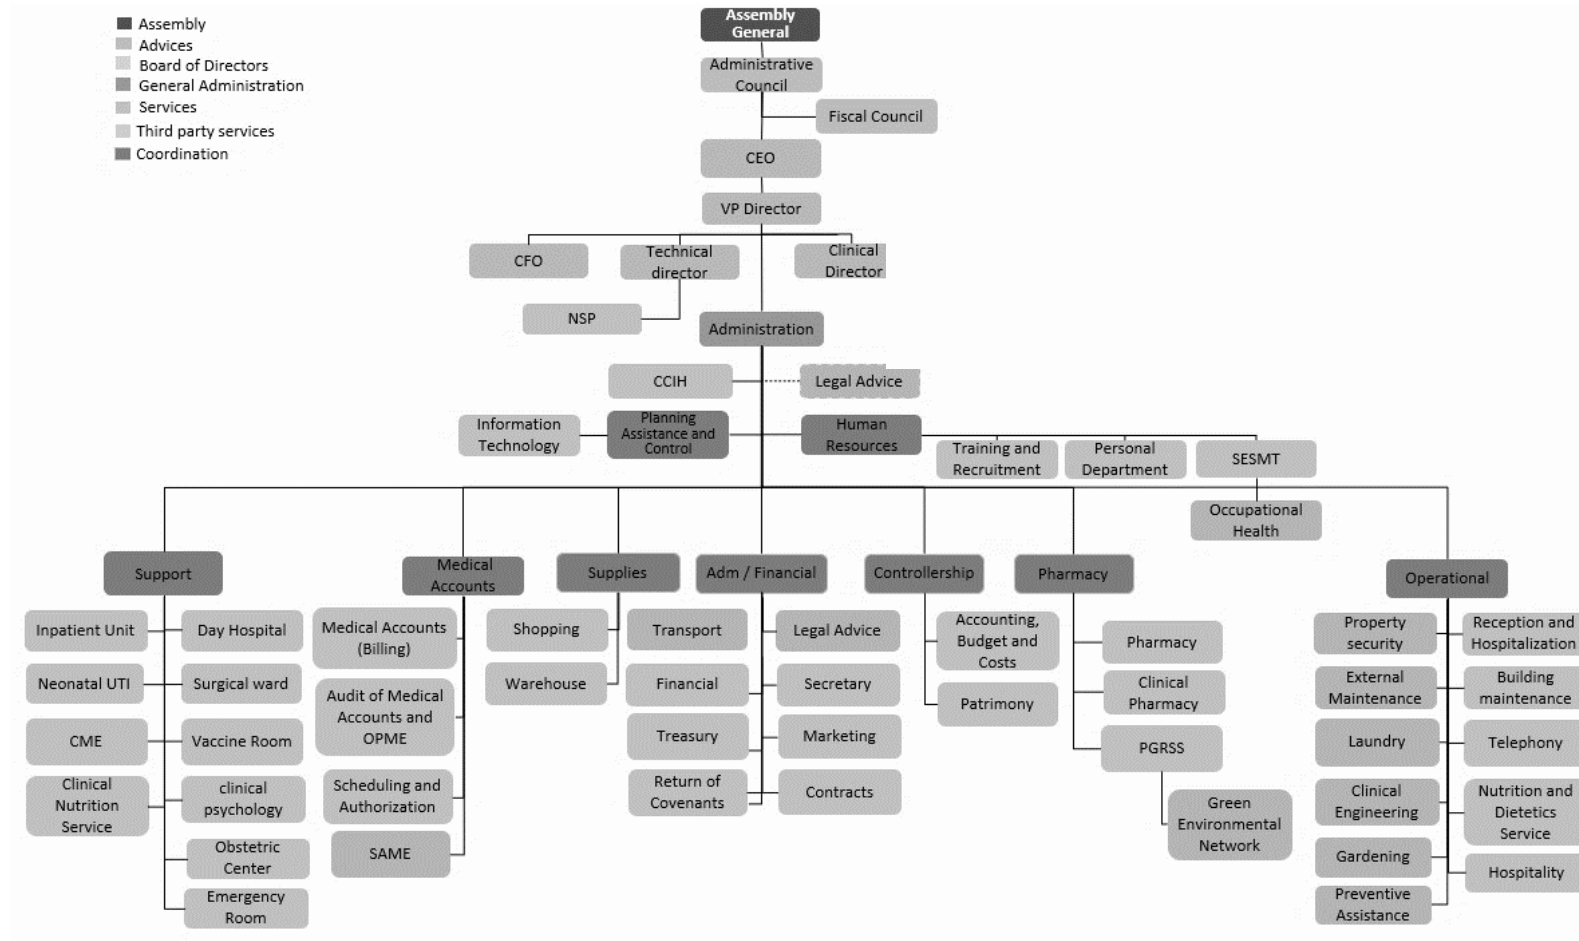 Assembly
Advices
Board of Directors
General Administration
Services
Third party services
Coordination
Assembly
General
Administrative
Council
Fiscal Council
CEO
VP Director
CFO
Technical
director
Clinical
Director
NSP
Administration
CCIH
Legal Advice
Information
Technology
Planning
Assistance and
Control
Human
Resources
Training and
Recruitment
Personal
Department
SESMT
Occupational
Health
Support
Medical
Accounts
Supplies
Adm / Financial
Controllership
Pharmacy
Operational
Inpatient Unit
Day Hospital
Neonatal UTI
Surgical ward
CME
Vaccine Room
Clinical
Nutrition
Service
clinical
psychology
Obstetric
Center
Emergency
Room
Medical Accounts
(Billing)
Audit of Medical
Accounts and
OPME
Scheduling and
Authorization
SAME
Shopping
Warehouse
Transport
Legal Advice
Financial
Secretary
Treasury
Marketing
Return of
Covenants
Contracts
Accounting,
Budget and
Costs
Patrimony
Pharmacy
Clinical
Pharmacy
PGRSS
Green
Environmental
Network
Property
security
Reception and
Hospitalization
External
Maintenance
Building
maintenance
Laundry
Telephony
Clinical
Engineering
Nutrition and
Dietetics
Service
Gardening
Hospitality
Preventive
Assistance